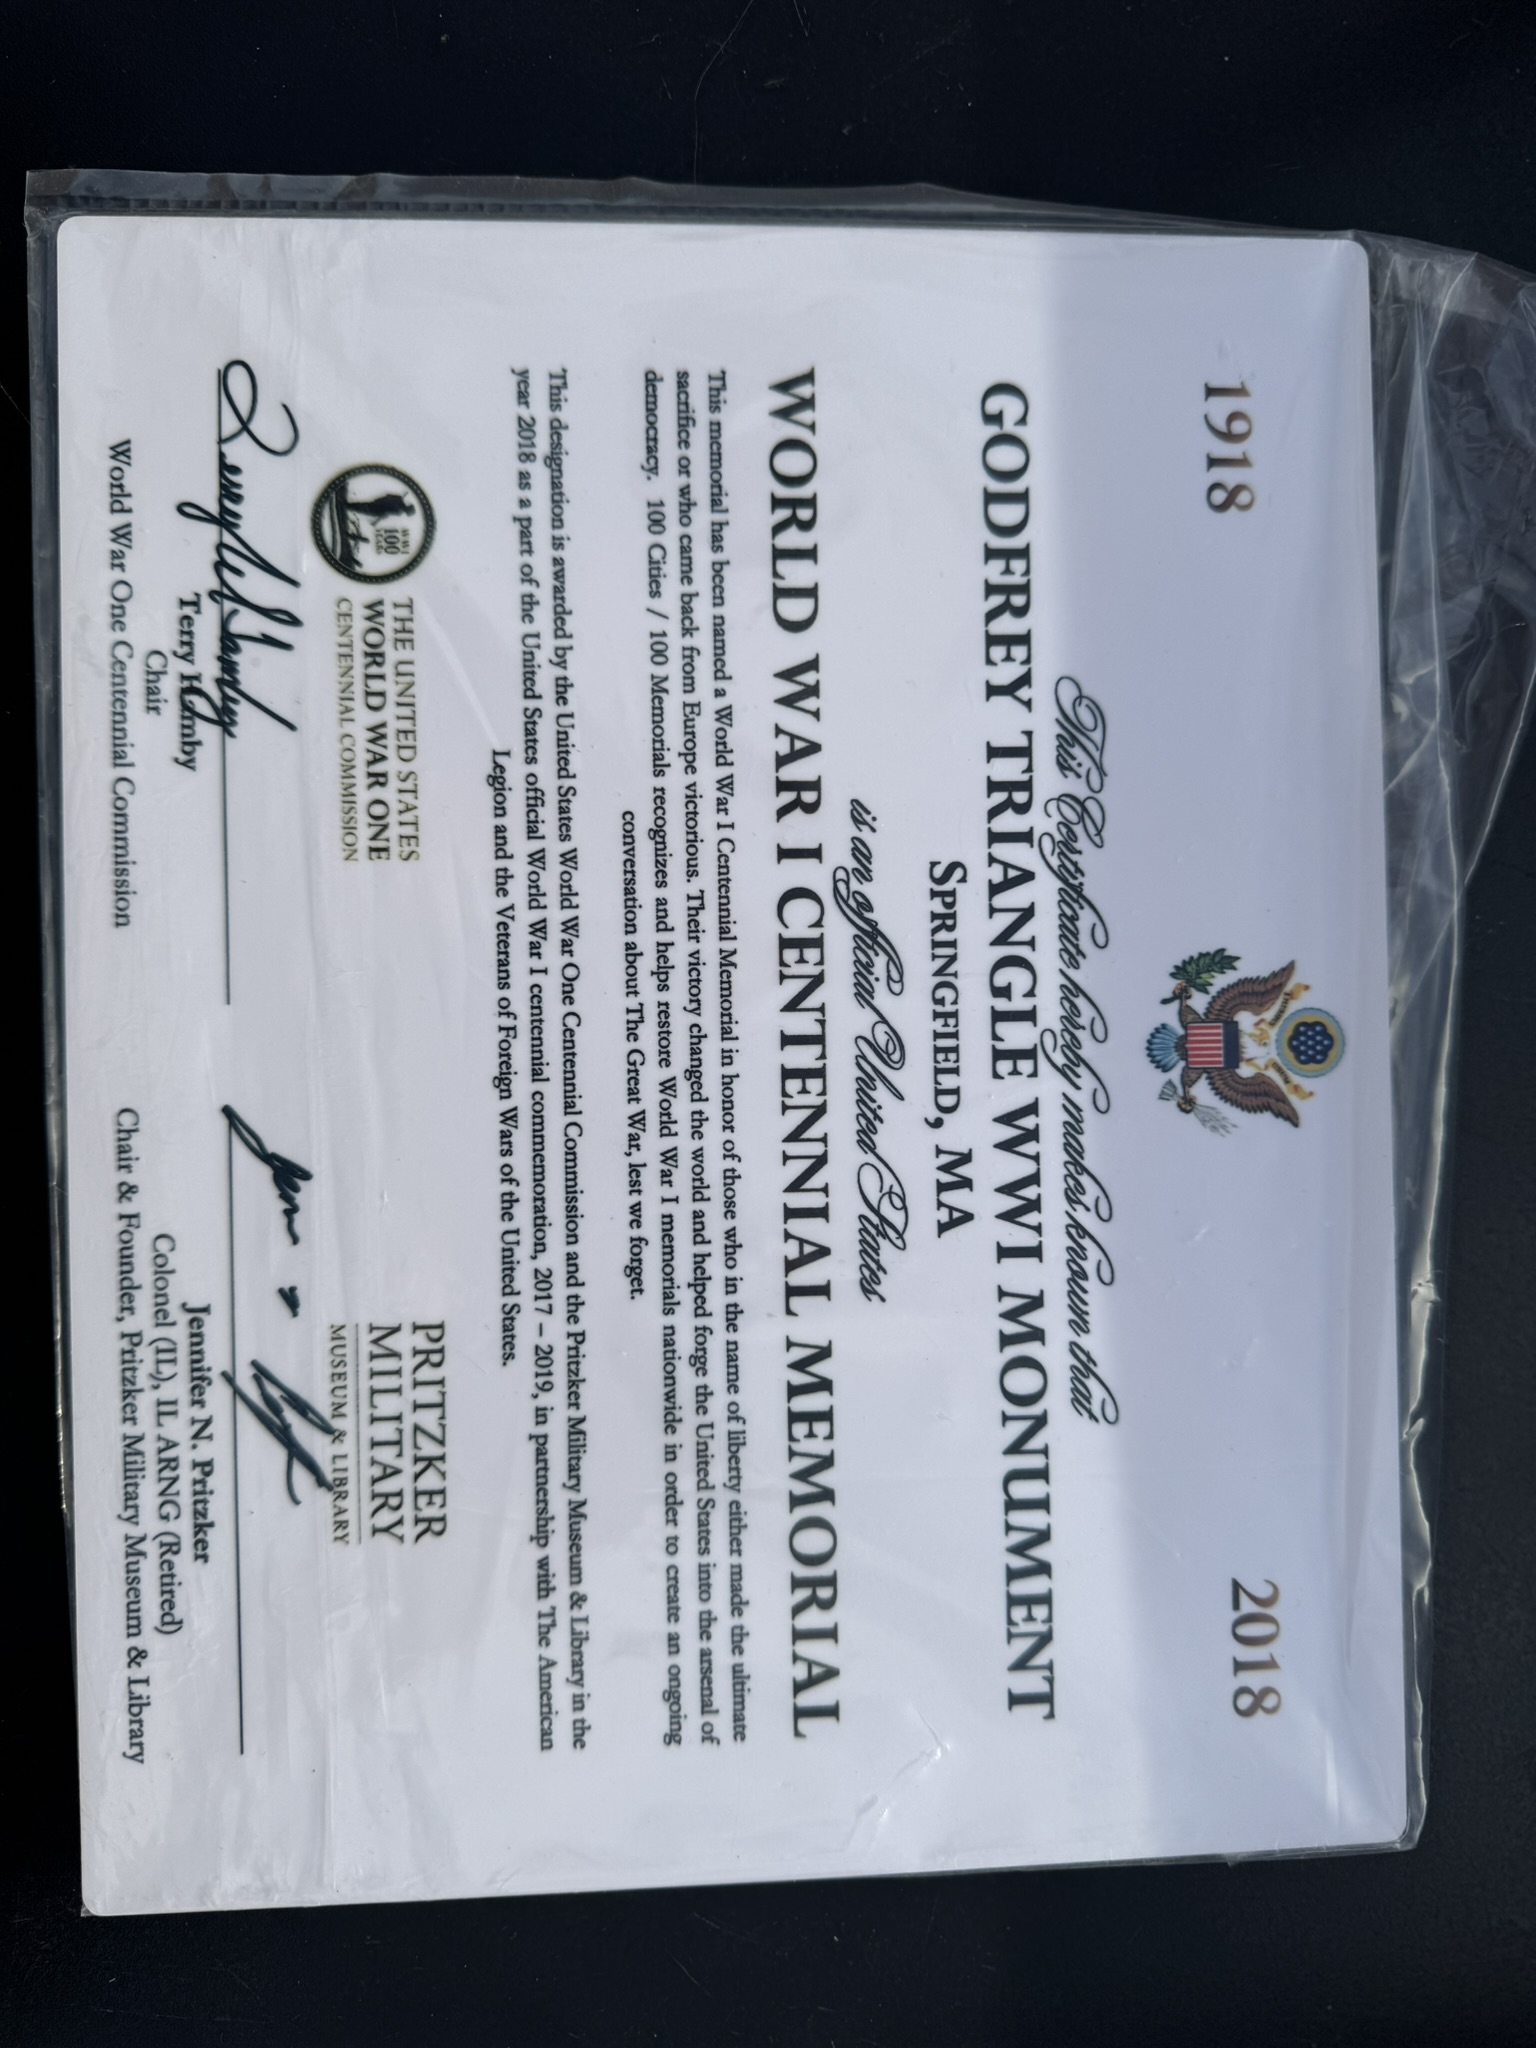 1918
2018
This Certificate hereby makes known that
GODFREY TRIANGLE WWI MONUMENT
SPRINGFIELD, MA
is an official United States
WORLD WAR I CENTENNIAL MEMORIAL
This memorial has been named a World War I Centennial Memorial in honor of those who in the name of liberty either made the ultimate
sacrifice or who came back from Europe victorious. Their victory changed the world and helped forge the United States into the arsenal of
democracy. 100 Cities / 100 Memorials recognizes and helps restore World War I memorials nationwide in order to create an ongoing
conversation about The Great War, lest we forget.
This designation is awarded by the United States World War One Centennial Commission and the Pritzker Military Museum & Library in the
year 2018 as a part of the United States official World War I centennial commemoration, 2017 – 2019, in partnership with The American
Legion and the Veterans of Foreign Wars of the United States.
WWI
100
THE UNITED STATES
WORLD WAR ONE
CENTENNIAL COMMISSION
PRITZKER
MILITARY
MUSEUM & LIBRARY
Terry Hamby
Chair
World War One Centennial Commission
Jennifer N. Pritzker
Colonel (IL), IL ARNG (Retired)
Chair & Founder, Pritzker Military Museum & Library